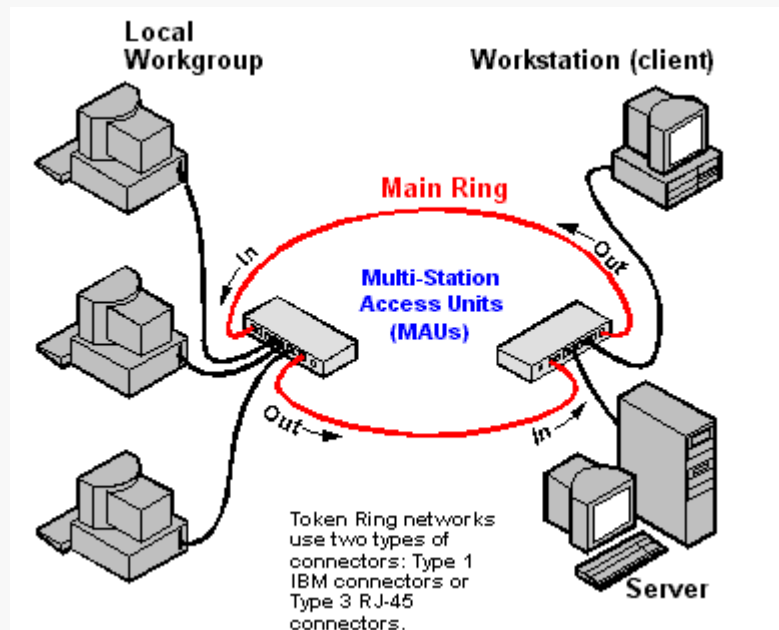 Local
Workgroup
Workstation (client)
Main Ring
In
Out
Multi-Station
Access Units
(MAUs)
Out
In
Token Ring networks
use two types of
connectors: Type 1
IBM connectors or
Type 3 RJ-45
connectors.
Server